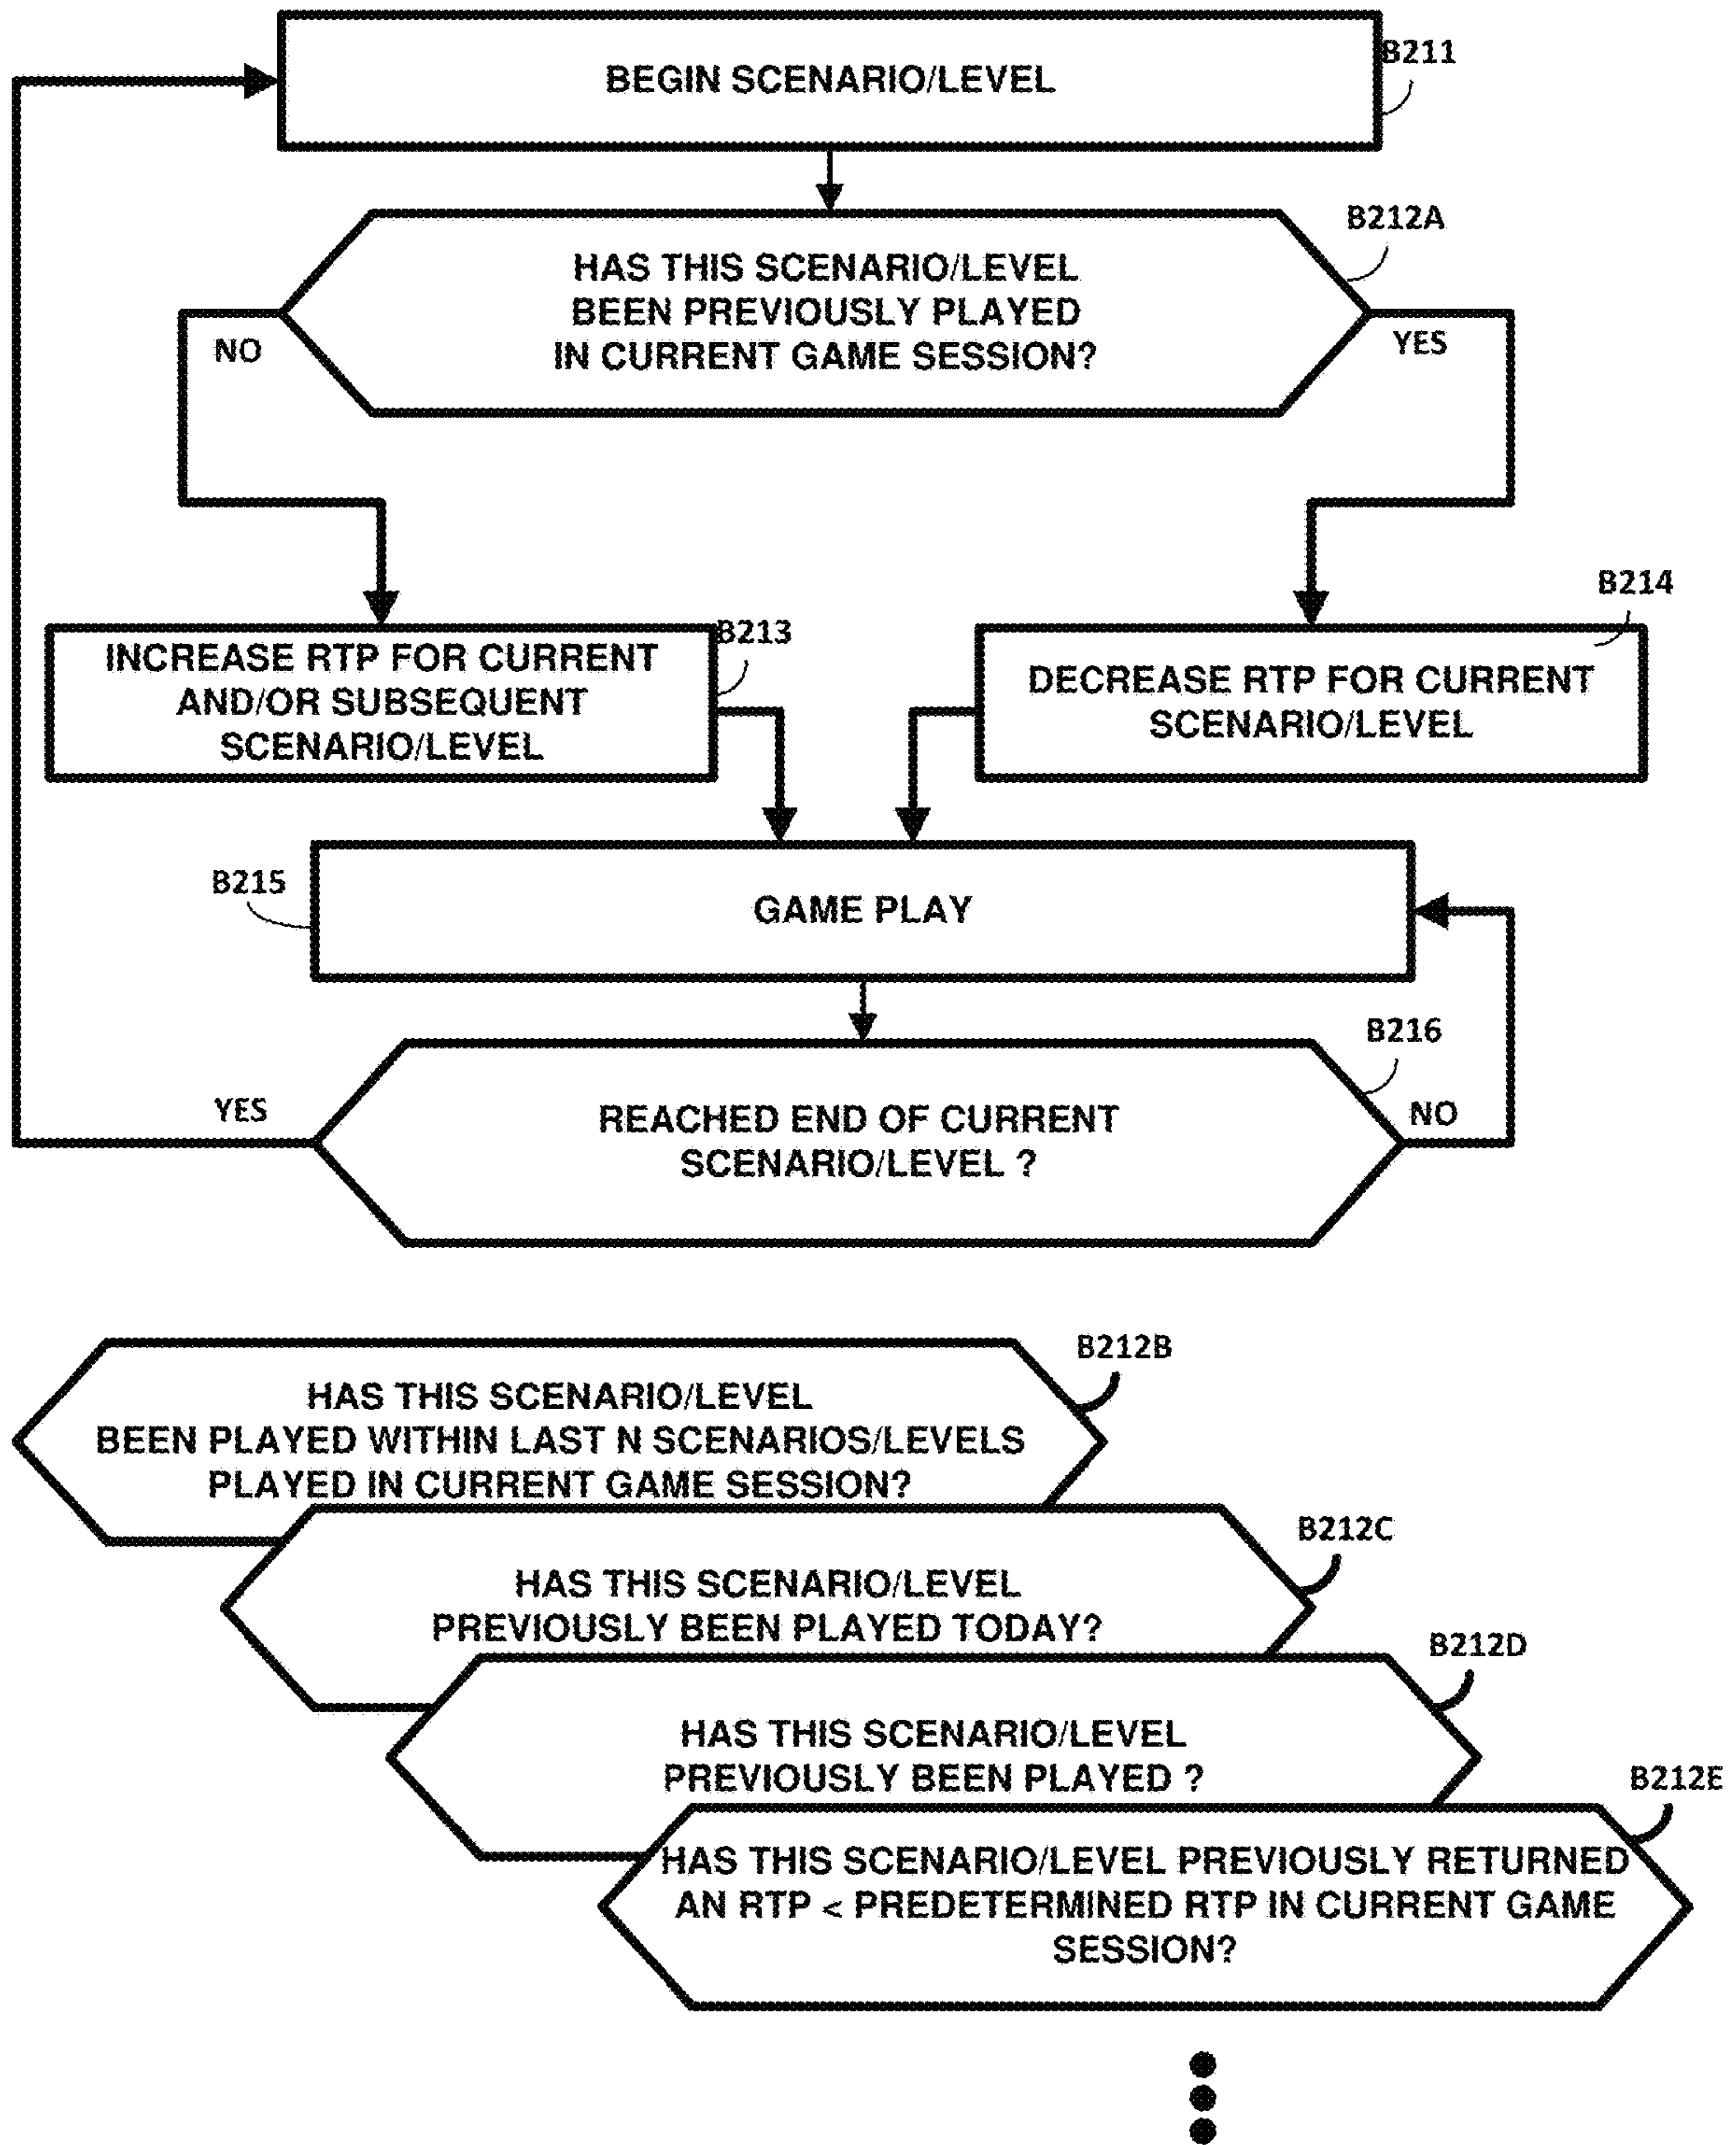 BEGIN SCENARIO/LEVEL
B211
HAS THIS SCENARIO/LEVEL
BEEN PREVIOUSLY PLAYED
IN CURRENT GAME SESSION?
B212A
NO
YES
INCREASE RTP FOR CURRENT
AND/OR SUBSEQUENT
SCENARIO/LEVEL
B213
DECREASE RTP FOR CURRENT
SCENARIO/LEVEL
B214
B215
GAME PLAY
B216
YES
REACHED END OF CURRENT
SCENARIO/LEVEL ?
NO
B212B
HAS THIS SCENARIO/LEVEL
BEEN PLAYED WITHIN LAST N SCENARIOS/LEVELS
PLAYED IN CURRENT GAME SESSION?
B212C
HAS THIS SCENARIO/LEVEL
PREVIOUSLY BEEN PLAYED TODAY?
B212D
HAS THIS SCENARIO/LEVEL
PREVIOUSLY BEEN PLAYED ?
B212E
HAS THIS SCENARIO/LEVEL PREVIOUSLY RETURNED
AN RTP < PREDETERMINED RTP IN CURRENT GAME
SESSION?